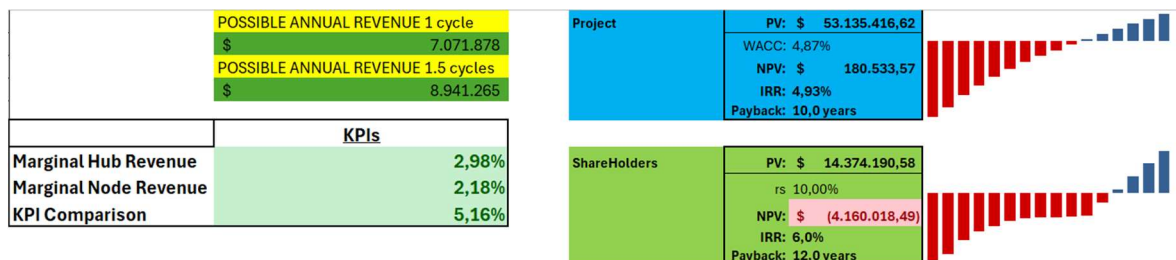 POSSIBLE ANNUAL REVENUE 1 cycle
$ 7.071.878
POSSIBLE ANNUAL REVENUE 1.5 cycles
$ 8.941.265
KPIs
Marginal Hub Revenue 2,98%
Marginal Node Revenue 2,18%
KPI Comparison 5,16%
Project PV: $ 53.135.416,62
WACC: 4,87%
NPV: $ 180.533,57
IRR: 4,93%
Payback: 10,0 years
ShareHolders PV: $ 14.374.190,58
rs 10,00%
NPV: $ (4.160.018,49)
IRR: 6,0%
Payback: 12,0 years